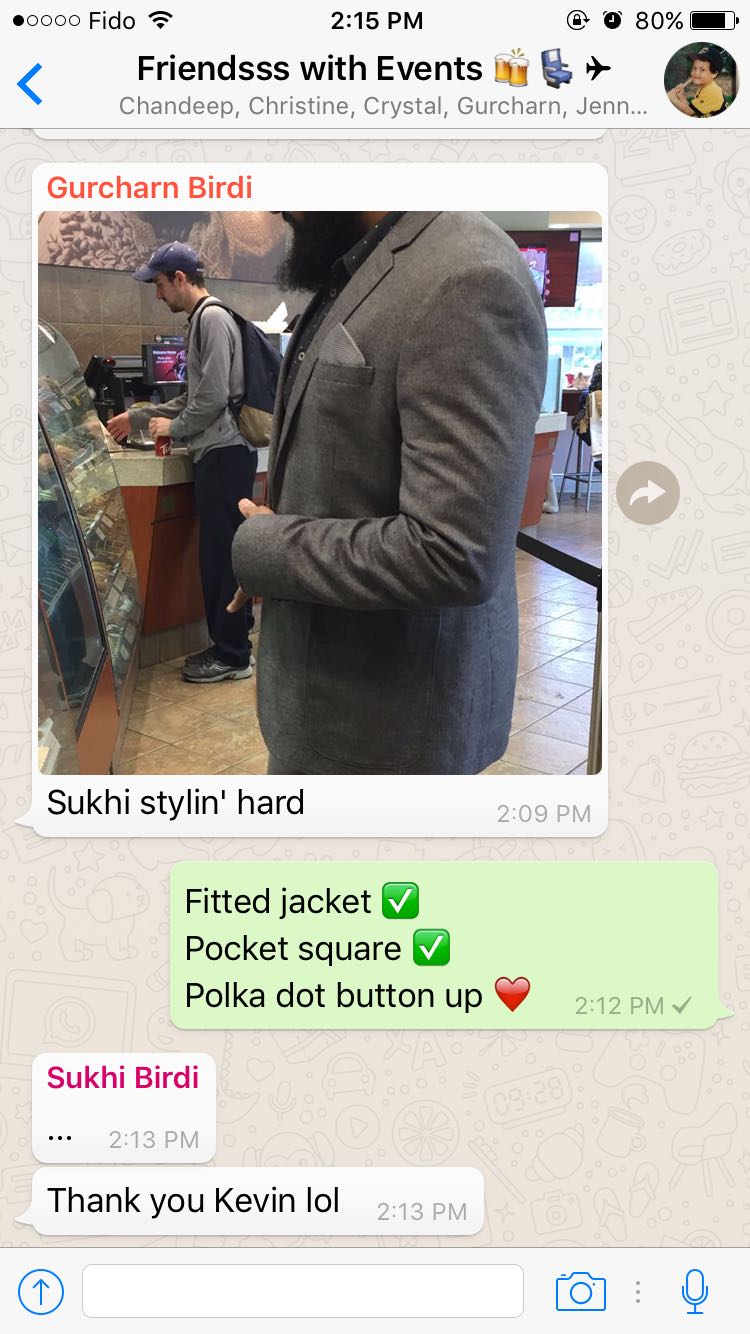 Fido 2:15 PM 80%
Friendsss with Events 🍻💺✈
Chandeep, Christine, Crystal, Gurcharn, Jenn...
Gurcharn Birdi
Sukhi stylin' hard
2:09 PM
Fitted jacket ✅
Pocket square ✅
Polka dot button up ❤️ 2:12 PM ✓
Sukhi Birdi
... 2:13 PM
Thank you Kevin lol 2:13 PM